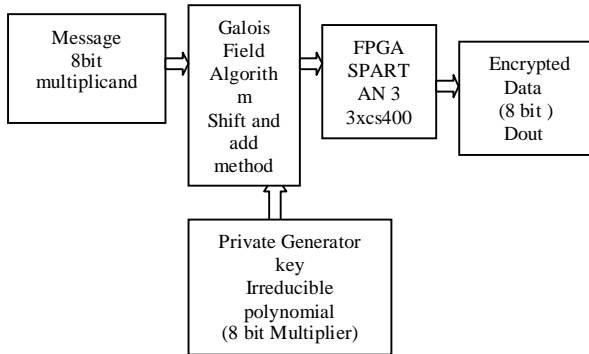 Message
8bit
multiplicand
Galois
Field
Algorith
m
Shift and
add
method
FPGA
SPART
AN 3
3xcs400
Encrypted
Data
(8 bit )
Dout
Private Generator
key
Irreducible
polynomial
(8 bit Multiplier)